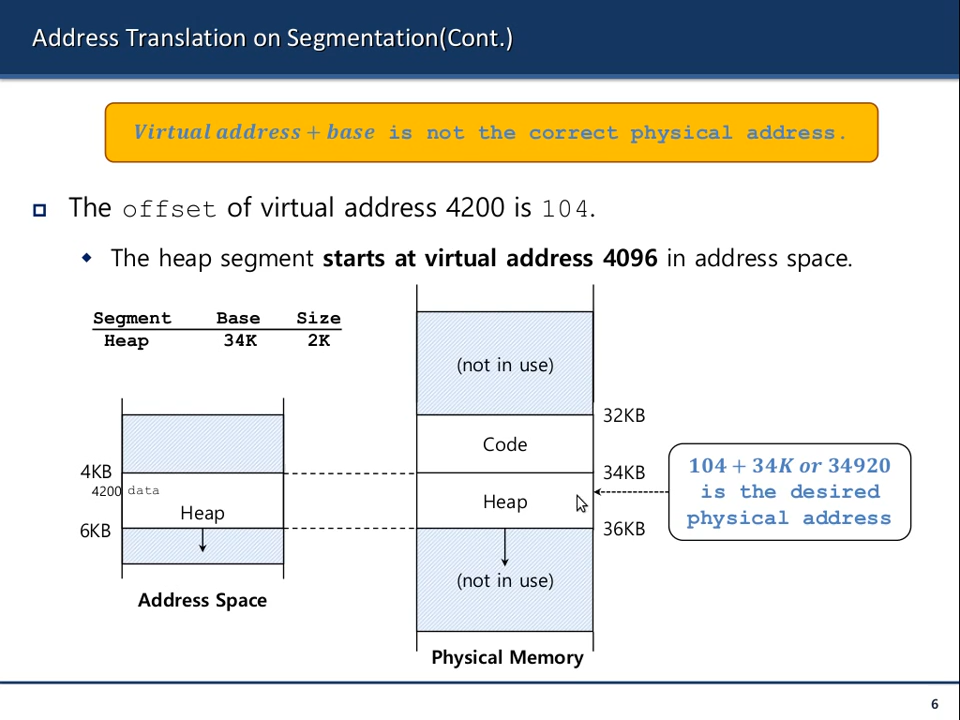 Address Translation on Segmentation(Cont.)
Virtual address + base is not the correct physical address.
The offset of virtual address 4200 is 104.
The heap segment starts at virtual address 4096 in address space.
Segment Base Size
Heap 34K 2K
(not in use)
32KB
Code
4KB
34KB
4200 data
Heap
Heap
6KB
36KB
104 + 34K or 34920
is the desired
physical address
(not in use)
Address Space
Physical Memory
6